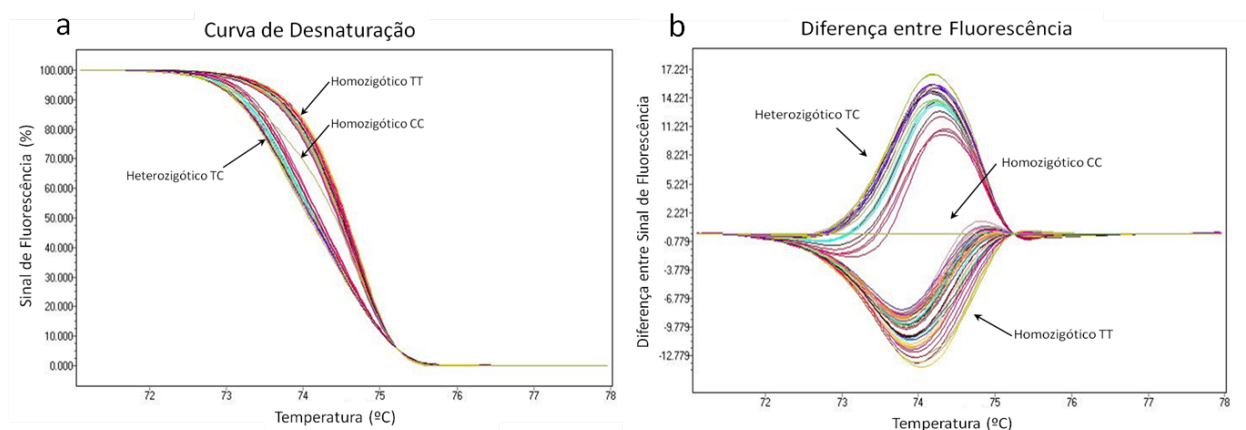 a
Curva de Desnaturação
Sinal de Fluorescência (%)
100.000
90.000
80.000
70.000
60.000
50.000
40.000
30.000
20.000
10.000
0.000
Homozigótico TT
Homozigótico CC
Heterozigótico TC
72
73
74
75
76
77
78
Temperatura (ºC)
b
Diferença entre Fluorescência
Diferença entre Sinal de Fluorescência
17.221
14.221
11.221
8.221
5.221
2.221
-0.779
-3.779
-6.779
-9.779
-12.779
Heterozigótico TC
Homozigótico CC
Homozigótico TT
72
73
74
75
76
77
78
Temperatura (ºC)